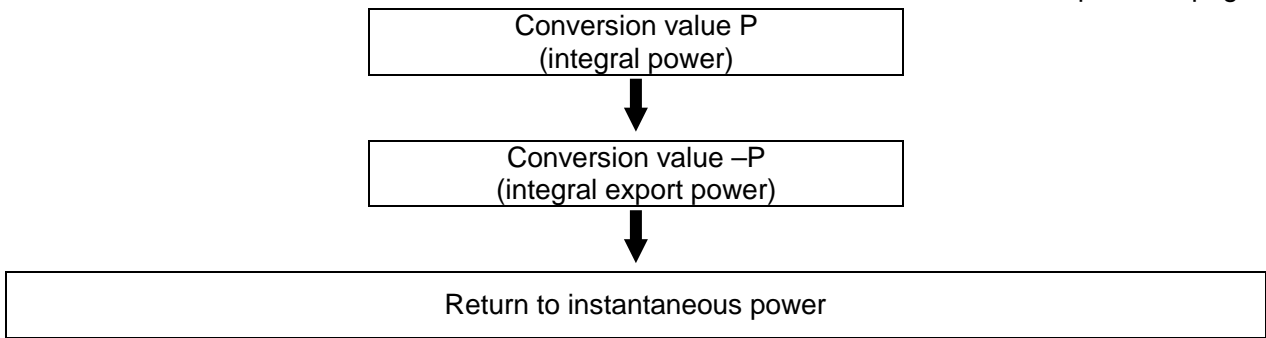 Conversion value P
(integral power)
Conversion value –P
(integral export power)
Return to instantaneous power